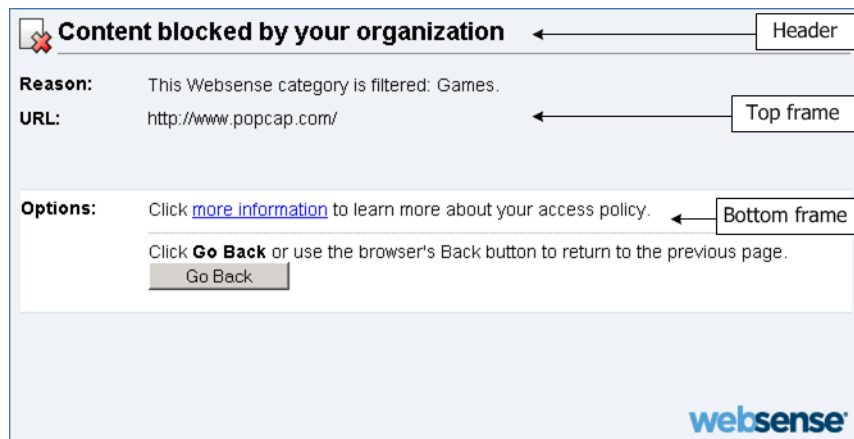 Content blocked by your organization
Header
Reason: This Websense category is filtered: Games.
URL: http://www.popcap.com/
Top frame
Options: Click more information to learn more about your access policy.
Bottom frame
Click Go Back or use the browser's Back button to return to the previous page.
Go Back
websense